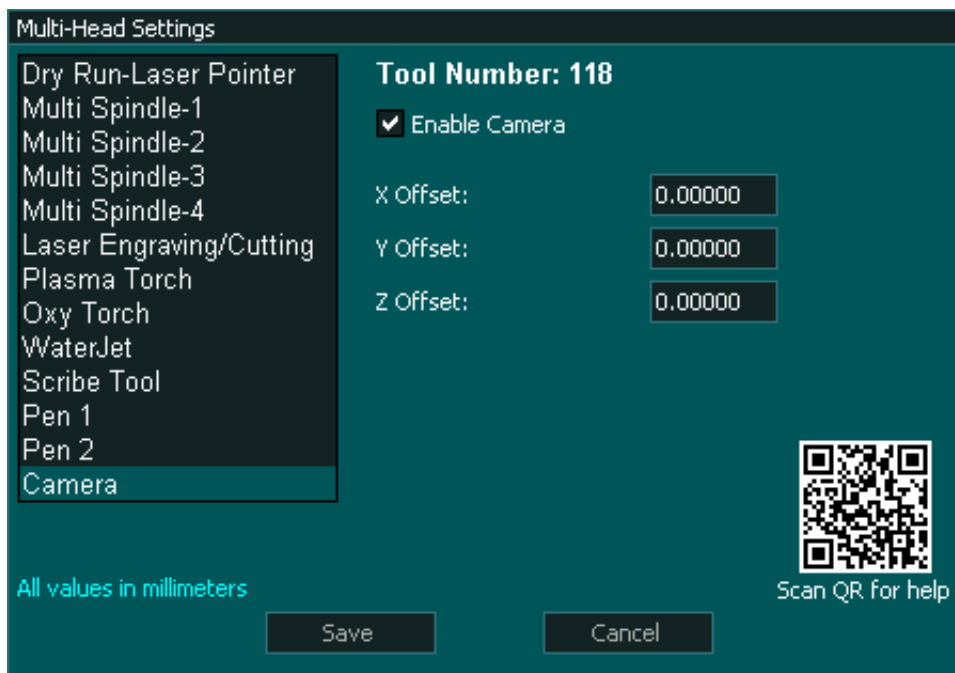 Multi-Head Settings
Dry Run-Laser Pointer
Multi Spindle-1
Multi Spindle-2
Multi Spindle-3
Multi Spindle-4
Laser Engraving/Cutting
Plasma Torch
Oxy Torch
WaterJet
Scribe Tool
Pen 1
Pen 2
Camera
Tool Number: 118
Enable Camera
X Offset: 0.00000
Y Offset: 0.00000
Z Offset: 0.00000
Scan QR for help
All values in millimeters
Save Cancel